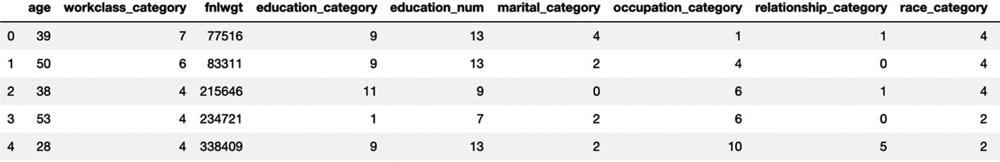 age workclass_category fnlwgt education_category education_num marital_category occupation_category relationship_category race_category
0 39 7 77516 9 13 4 1 1 4
1 50 6 83311 9 13 2 4 0 4
2 38 4 215646 11 9 0 6 1 4
3 53 4 234721 1 7 2 6 0 2
4 28 4 338409 9 13 2 10 5 2